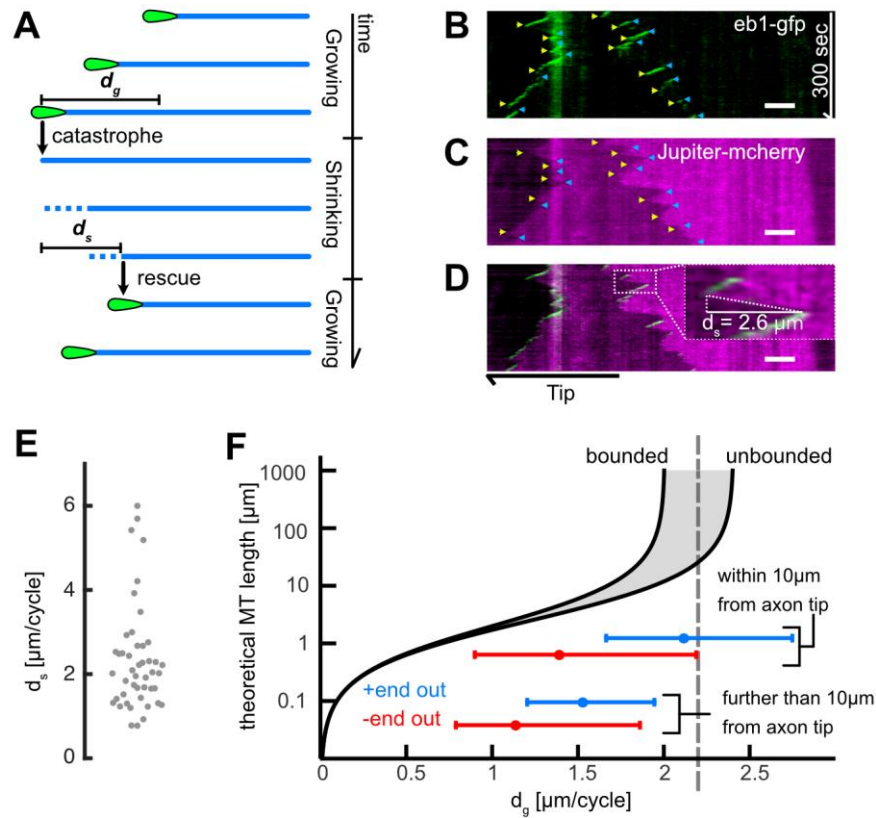 A
time
Growing
d_g
catastrophe
Shrinking
d_s
rescue
Growing
B
eb1-gfp
300 sec
C
Jupiter-mcherry
D
d_s = 2.6 µm
Tip
E
d_s [µm/cycle]
6
4
2
0
F
bounded
unbounded
theoretical MT length [µm]
1000
100
10
1
0.1
within 10µm
from axon tip
+end out
-end out
further than 10µm
from axon tip
0
0.5
1
1.5
2
2.5
d_g [µm/cycle]